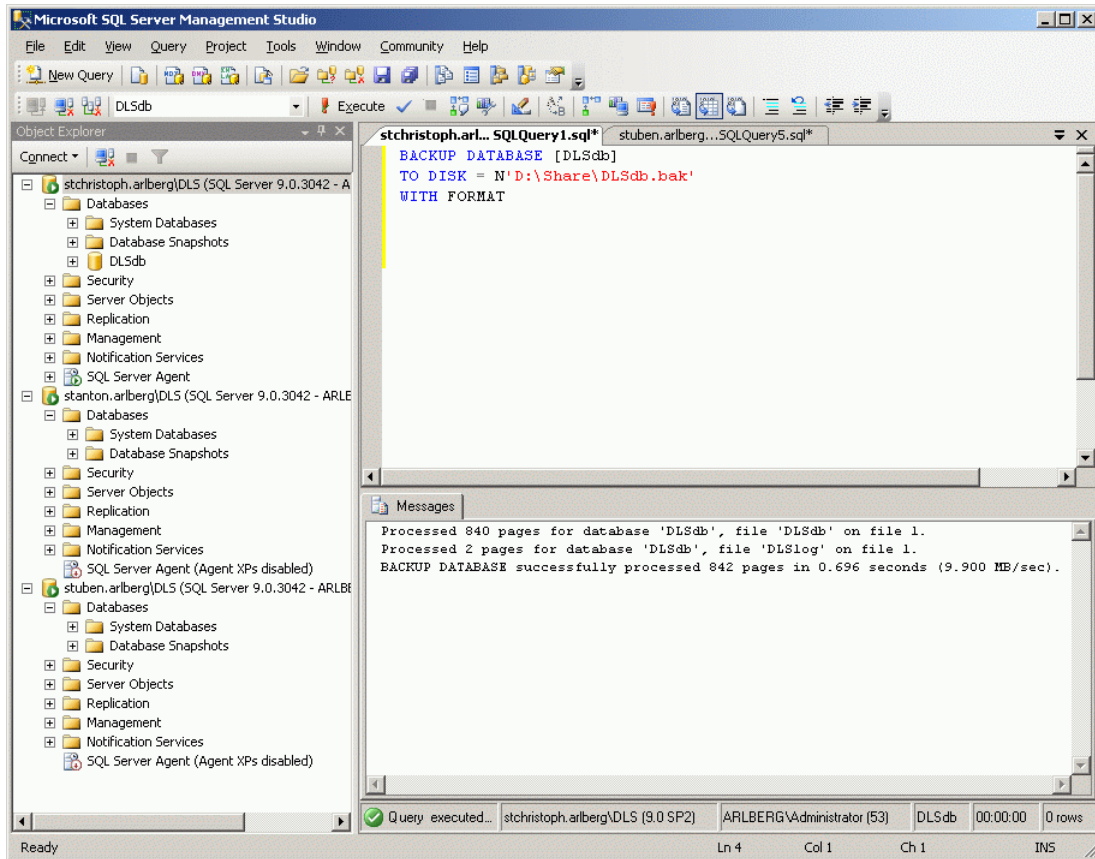 Microsoft SQL Server Management Studio
File Edit View Query Project Tools Window Community Help
New Query
DLSdb Execute
Object Explorer
Connect
stchristoph.arlberg\DLS (SQL Server 9.0.3042 - A
Databases
System Databases
Database Snapshots
DLSdb
Security
Server Objects
Replication
Management
Notification Services
SQL Server Agent
stanton.arlberg\DLS (SQL Server 9.0.3042 - ARLE
Databases
System Databases
Database Snapshots
Security
Server Objects
Replication
Management
Notification Services
SQL Server Agent (Agent XPs disabled)
stuben.arlberg\DLS (SQL Server 9.0.3042 - ARLBE
Databases
System Databases
Database Snapshots
Security
Server Objects
Replication
Management
Notification Services
SQL Server Agent (Agent XPs disabled)
stchristoph.arl... SQLQuery1.sql* stuben.arlberg...SQLQuery5.sql*
BACKUP DATABASE [DLSdb]
TO DISK = N'D:\Share\DLSdb.bak'
WITH FORMAT
Messages
Processed 840 pages for database 'DLSdb', file 'DLSdb' on file 1.
Processed 2 pages for database 'DLSdb', file 'DLSlog' on file 1.
BACKUP DATABASE successfully processed 842 pages in 0.696 seconds (9.900 MB/sec).
Query executed... stchristoph.arlberg\DLS (9.0 SP2) ARLBERG\Administrator (53) DLSdb 00:00:00 0 rows
Ready Ln 4 Col 1 Ch 1 INS